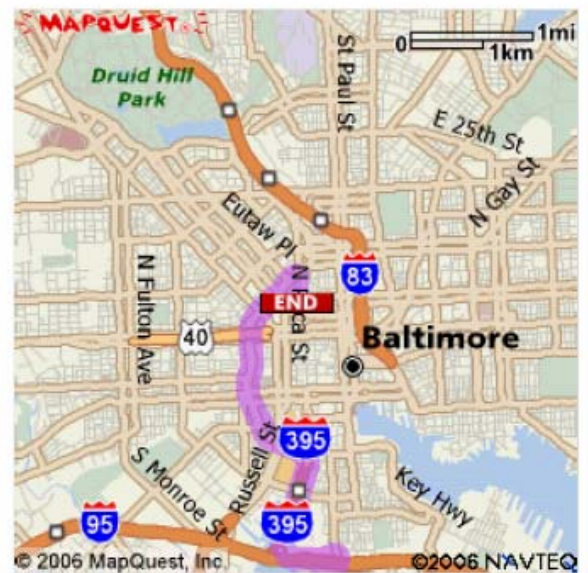 MAPQUEST
0
1mi
1km
Druid Hill
Park
St Paul St
E 25th St
N Gay St
Eutaw Pl
N Fulton Ave
83
END
40
Baltimore
395
S Monroe St
Russell St
Key Hwy
95
395
© 2006 MapQuest, Inc.
©2006 NAVTEQ